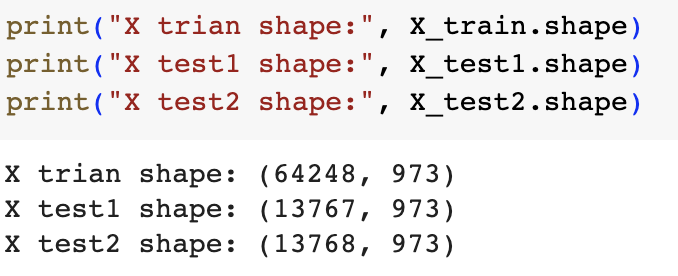 print("X trian shape:", X_train.shape)
print("X test1 shape:", X_test1.shape)
print("X test2 shape:", X_test2.shape)
X trian shape: (64248, 973)
X test1 shape: (13767, 973)
X test2 shape: (13768, 973)